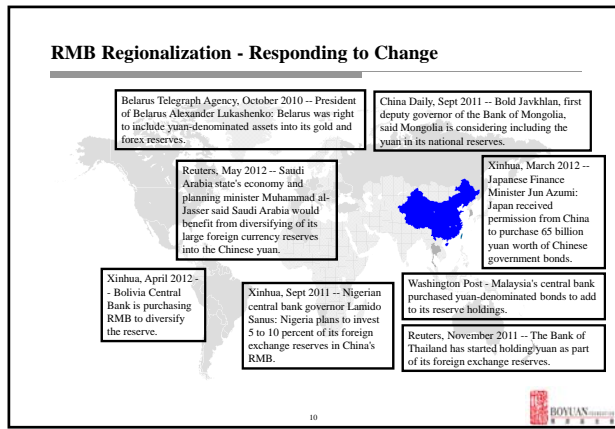 RMB Regionalization - Responding to Change
Belarus Telegraph Agency, October 2010 -- President
of Belarus Alexander Lukashenko: Belarus was right
to include yuan-denominated assets into its gold and
forex reserves.
China Daily, Sept 2011 -- Bold Javkhlan, first
deputy governor of the Bank of Mongolia,
said Mongolia is considering including the
yuan in its national reserves.
Reuters, May 2012 -- Saudi
Arabia state's economy and
planning minister Muhammad al-
Jasser said Saudi Arabia would
benefit from diversifying of its
large foreign currency reserves
into the Chinese yuan.
Xinhua, March 2012 --
Japanese Finance
Minister Jun Azumi:
Japan received
permission from China
to purchase 65 billion
yuan worth of Chinese
government bonds.
Xinhua, April 2012 -
- Bolivia Central
Bank is purchasing
RMB to diversify
the reserve.
Xinhua, Sept 2011 -- Nigerian
central bank governor Lamido
Sanus: Nigeria plans to invest
5 to 10 percent of its foreign
exchange reserves in China's
RMB.
Washington Post - Malaysia's central bank
purchased yuan-denominated bonds to add
to its reserve holdings.
Reuters, November 2011 -- The Bank of
Thailand has started holding yuan as part
of its foreign exchange reserves.
10
BOYUAN FOUNDATION